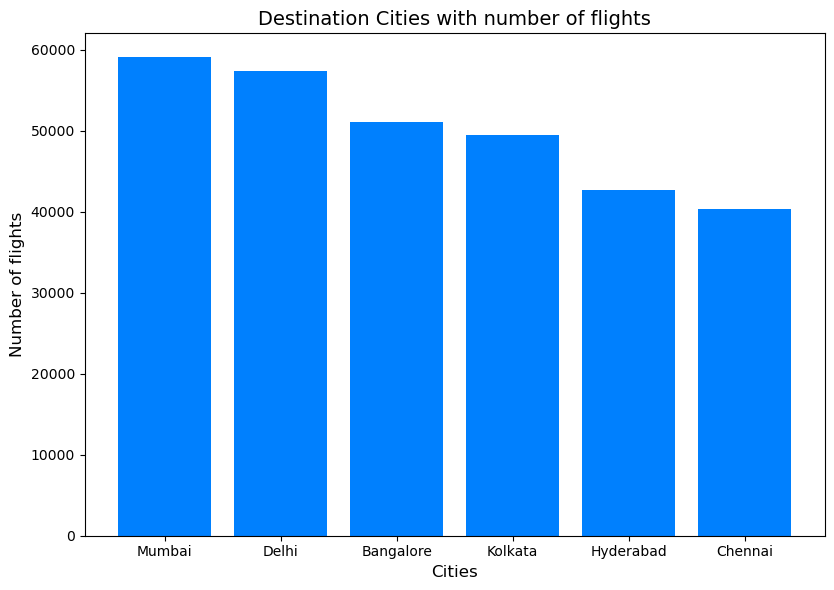 Destination Cities with number of flights
Number of flights
60000
50000
40000
30000
20000
10000
0
Mumbai Delhi Bangalore Kolkata Hyderabad Chennai
Cities